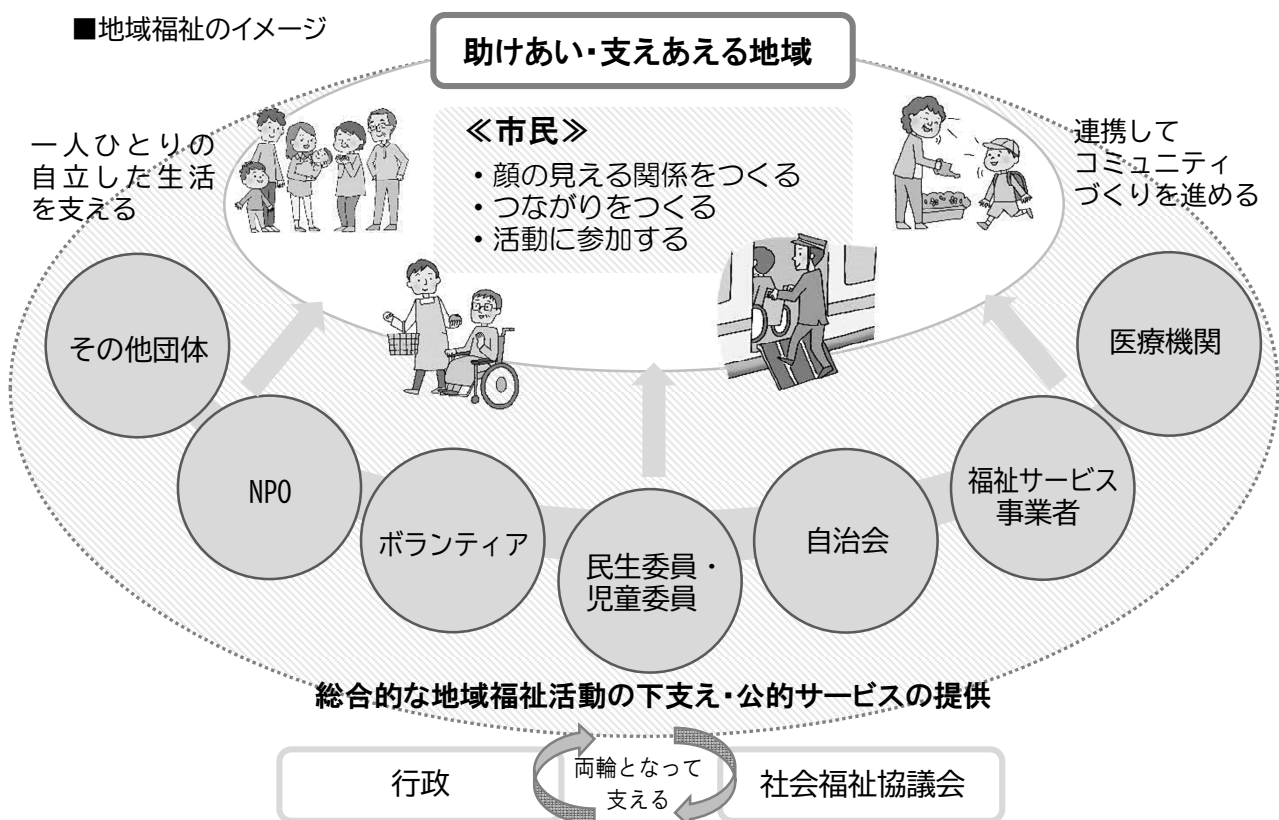 ■地域福祉のイメージ
助けあい・支えあえる地域
一人ひとりの
自立した生活
を支える
≪市民≫
・顔の見える関係をつくる
・つながりをつくる
・活動に参加する
連携して
コミュニティ
づくりを進める
その他団体
NPO
ボランティア
民生委員・
児童委員
自治会
福祉サービス
事業者
医療機関
総合的な地域福祉活動の下支え・公的サービスの提供
行政
両輪となって
支える
社会福祉協議会